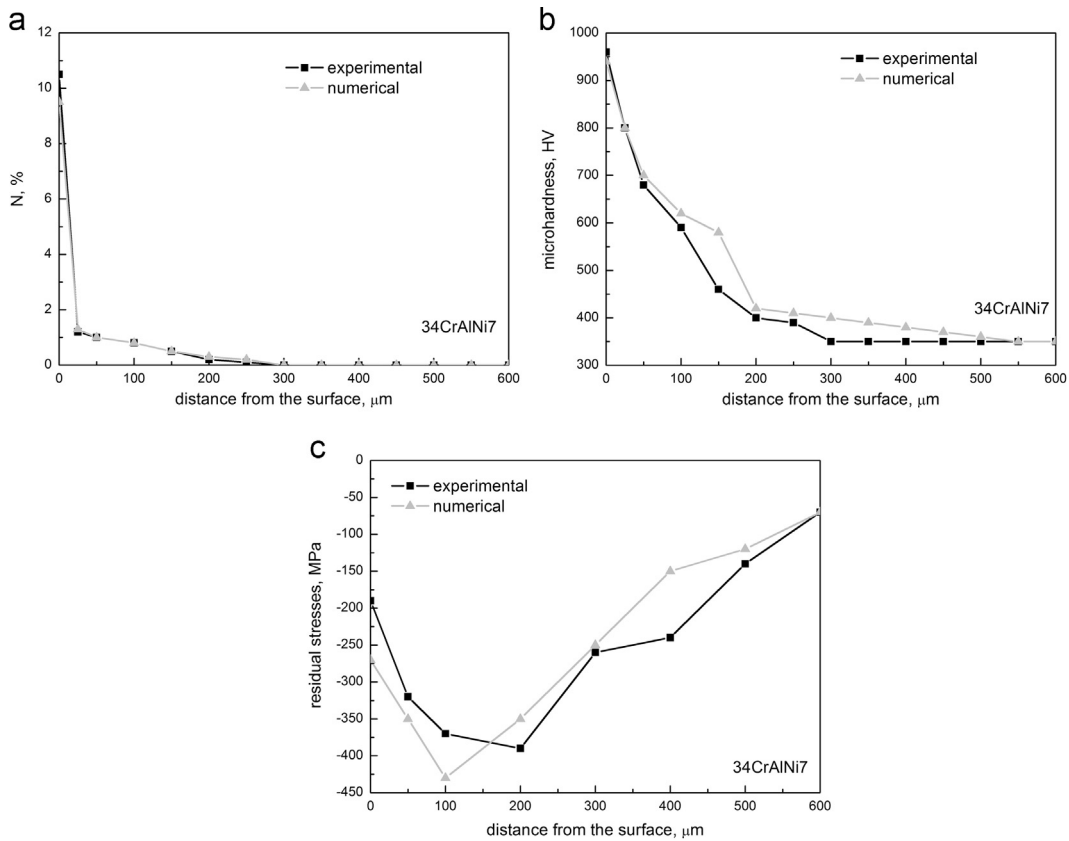 a
12
10
8
6
4
2
0
N, %
experimental
numerical
34CrAlNi7
0 100 200 300 400 500 600
distance from the surface, μm
b
1000
900
800
700
600
500
400
300
microhardness, HV
experimental
numerical
34CrAlNi7
0 100 200 300 400 500 600
distance from the surface, μm
c
0
-50
-100
-150
-200
-250
-300
-350
-400
-450
residual stresses, MPa
experimental
numerical
34CrAlNi7
0 100 200 300 400 500 600
distance from the surface, μm